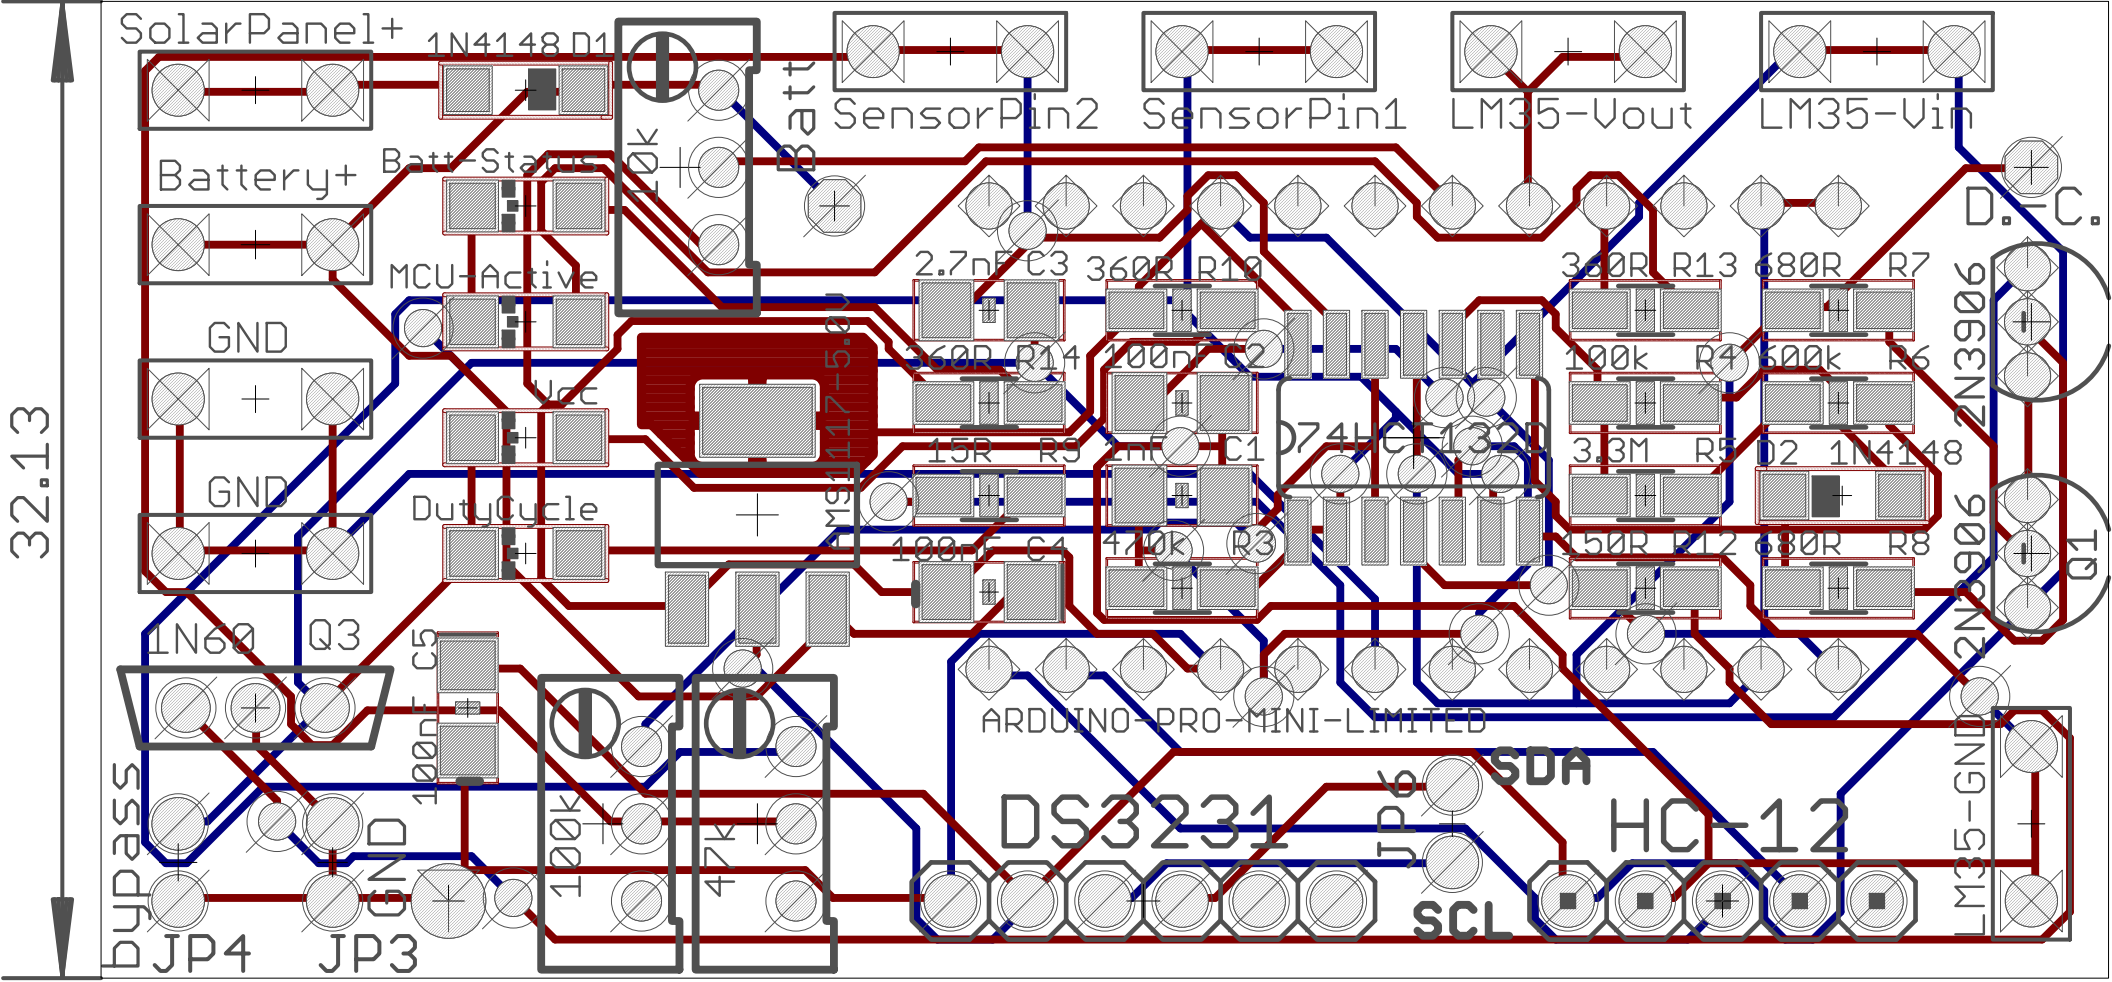 SolarPanel+
1N4148 D1
10k
Batt
SensorPin2
SensorPin1
LM35-Vout
LM35-Vin
Battery+
Batt-Status
D.-C.
MCU-Active
2.7nF C3
360R R10
360R R13
680R R7
2N3906
GND
AMS1117-5.0V
360R R14
100nF C2
100k R4
600k R6
Vcc
32.13
15R R9
1nF C1
74HCT132D
3.3M R5
D2 1N4148
GND
DutyCycle
100nF C4
470k R3
150R R12
680R R8
2N3906
Q1
1N60 Q3
100nF C5
ARDUINO-PRO-MINI-LIMITED
SDA
bypass
GND
100k
47k
DS3231
JP6
HC-12
LM35-GND
SCL
JP4
JP3